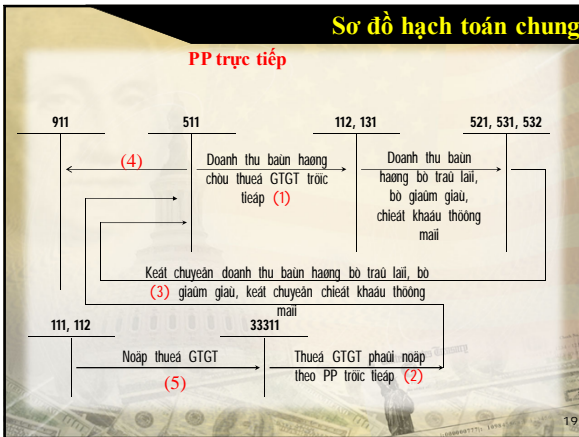 Sơ đồ hạch toán chung
PP trực tiếp
911
511
112, 131
521, 531, 532
(4)
Doanh thu baùn haøng
chòu thueá GTGT tröïc
tieáp (1)
Doanh thu baùn
haøng bò traû laïi,
bò giaûm giaù,
chieát khaáu thöông
maïi
Keát chuyeån doanh thu baùn haøng bò traû laïi, bò
(3) giaûm giaù, keát chuyeån chieát khaáu thöông
maïi
111, 112
33311
Noäp thueá GTGT
(5)
Thueá GTGT phaûi noäp
theo PP tröïc tieáp (2)
19